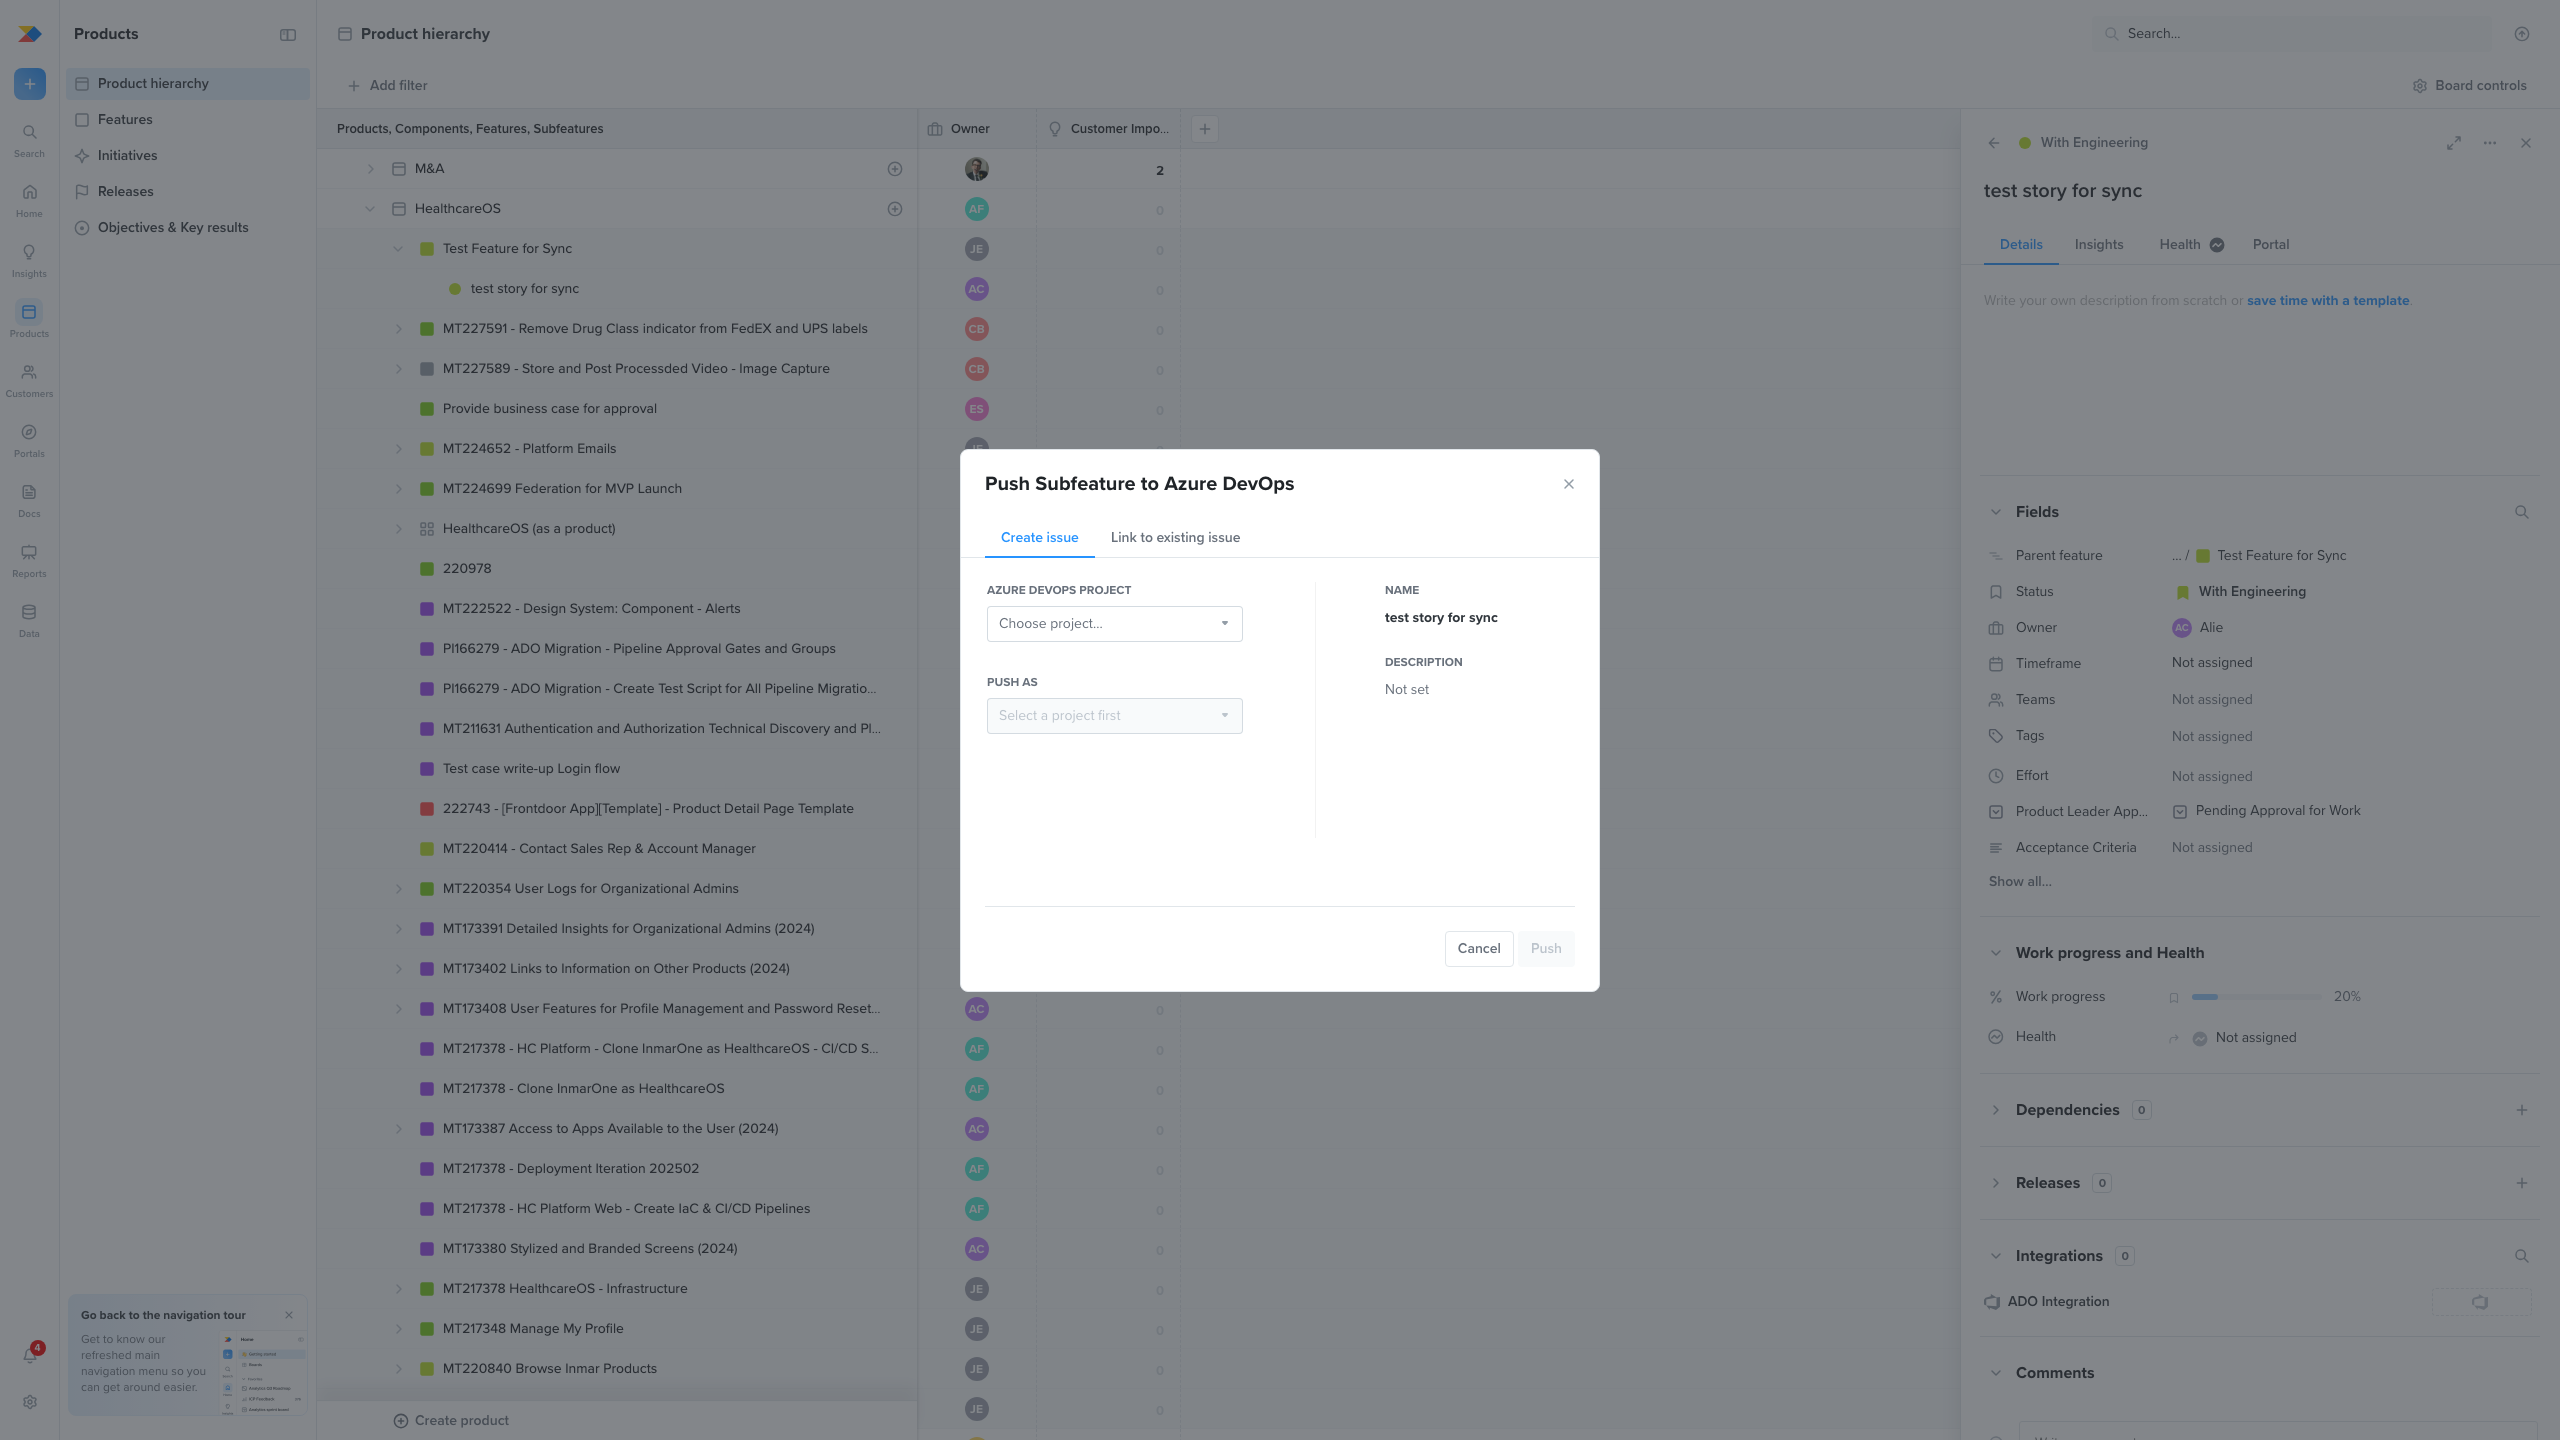 Products
Product hierarchy
Features
Initiatives
Releases
Objectives & Key results
Search
Home
Insights
Products
Customers
Portals
Docs
Reports
Data
4
Go back to the navigation tour
Get to know our
refreshed main
navigation menu so you
can get around easier.
Home
Product hierarchy
Search...
Add filter
Board controls
Products, Components, Features, Subfeatures
Owner
Customer Impo...
M&A
2
HealthcareOS
AF
0
Test Feature for Sync
JE
0
test story for sync
AC
0
MT227591 - Remove Drug Class indicator from FedEX and UPS labels
CB
0
MT227589 - Store and Post Processded Video - Image Capture
CB
0
Provide business case for approval
ES
0
MT224652 - Platform Emails
MT224699 Federation for MVP Launch
HealthcareOS (as a product)
220978
MT222522 - Design System: Component - Alerts
PI166279 - ADO Migration - Pipeline Approval Gates and Groups
PI166279 - ADO Migration - Create Test Script for All Pipeline Migratio...
MT211631 Authentication and Authorization Technical Discovery and Pl...
Test case write-up Login flow
222743 - [Frontdoor App][Template] - Product Detail Page Template
MT220414 - Contact Sales Rep & Account Manager
MT220354 User Logs for Organizational Admins
MT173391 Detailed Insights for Organizational Admins (2024)
MT173402 Links to Information on Other Products (2024)
MT173408 User Features for Profile Management and Password Reset...
AC
0
MT217378 - HC Platform - Clone InmarOne as HealthcareOS - CI/CD S...
AF
0
MT217378 - Clone InmarOne as HealthcareOS
AF
0
MT173387 Access to Apps Available to the User (2024)
AC
0
MT217378 - Deployment Iteration 202502
AF
0
MT217378 - HC Platform Web - Create IaC & CI/CD Pipelines
AF
0
MT173380 Stylized and Branded Screens (2024)
AC
0
MT217378 HealthcareOS - Infrastructure
JE
0
MT217348 Manage My Profile
JE
0
MT220840 Browse Inmar Products
JE
0
JE
0
Create product
Push Subfeature to Azure DevOps
Create issue
Link to existing issue
AZURE DEVOPS PROJECT
Choose project...
PUSH AS
Select a project first
NAME
test story for sync
DESCRIPTION
Not set
Cancel
Push
With Engineering
test story for sync
Details
Insights
Health
Portal
Write your own description from scratch or save time with a template.
Fields
Parent feature
... / Test Feature for Sync
Status
With Engineering
Owner
AC Alie
Timeframe
Not assigned
Teams
Not assigned
Tags
Not assigned
Effort
Not assigned
Product Leader App...
Pending Approval for Work
Acceptance Criteria
Not assigned
Show all...
Work progress and Health
Work progress
20%
Health
Not assigned
Dependencies 0
Releases 0
Integrations 0
ADO Integration
Comments